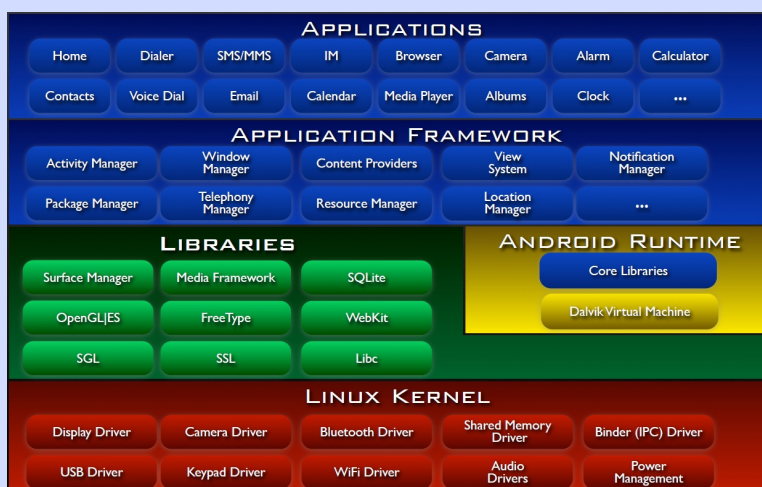 APPLICATIONS
Home Dialer SMS/MMS IM Browser Camera Alarm Calculator
Contacts Voice Dial Email Calendar Media Player Albums Clock ...
APPLICATION FRAMEWORK
Activity Manager
Window
Manager
Content Providers
View
System
Notification
Manager
Package Manager
Telephony
Manager
Resource Manager
Location
Manager
...
LIBRARIES
Surface Manager Media Framework SQLite
OpenGL|ES FreeType WebKit
SGL SSL Libc
ANDROID RUNTIME
Core Libraries
Dalvik Virtual Machine
LINUX KERNEL
Display Driver Camera Driver Bluetooth Driver
Shared Memory
Driver
Binder (IPC) Driver
USB Driver Keypad Driver WiFi Driver
Audio
Drivers
Power
Management